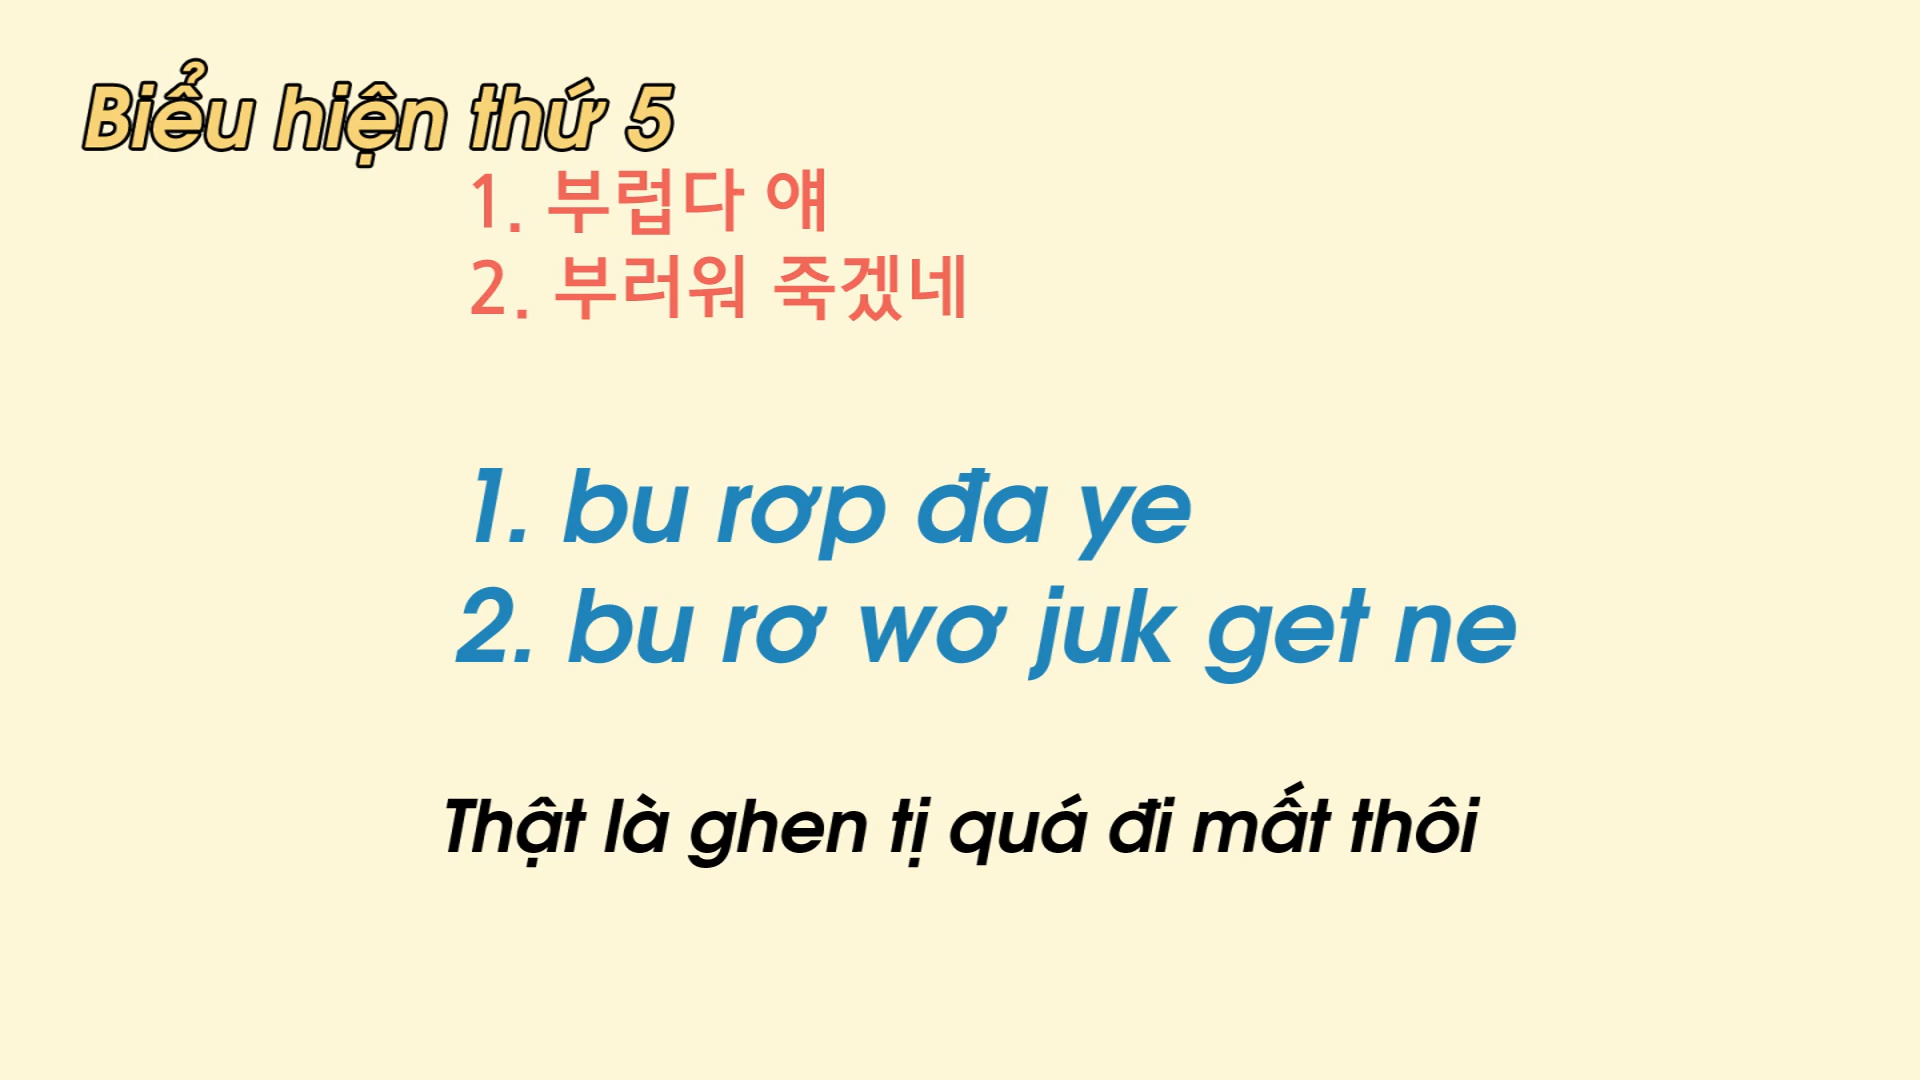 Biểu hiện thứ 5
1. 부럽다 얘
2. 부러워 죽겠네
1. bu rơp đa ye
2. bu rơ wơ juk get ne
Thật là ghen tị quá đi mất thôi